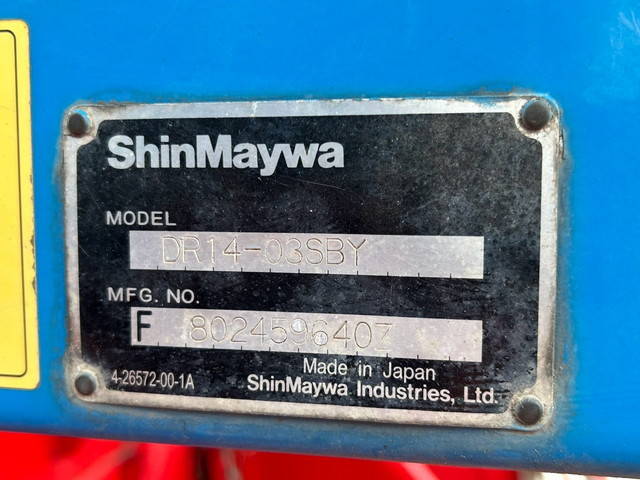 ShinMaywa
MODEL
DR14-03SBY
MFG. NO.
F 8024596407
Made in Japan
4-26572-00-1A
ShinMaywa Industries, Ltd.